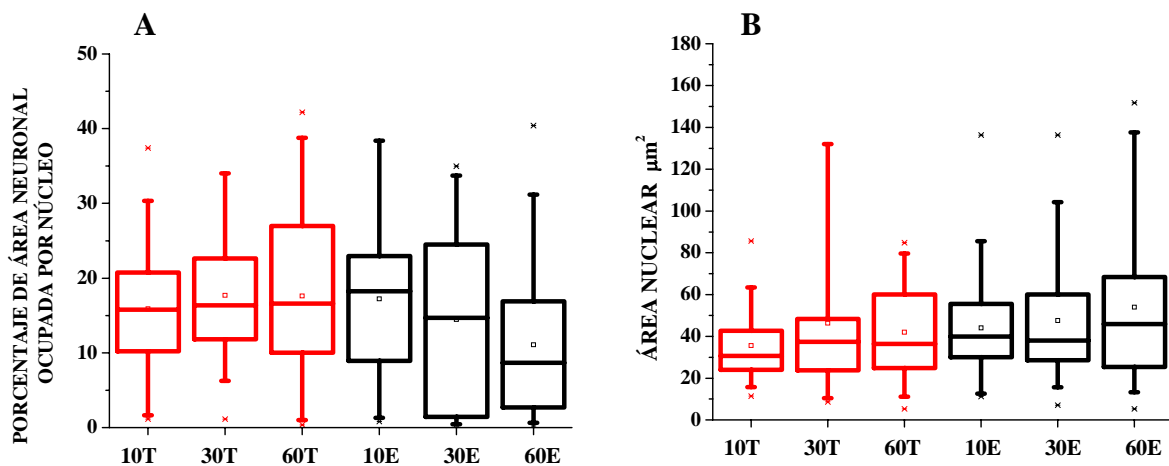 A
PORCENTAJE DE ÁREA NEURONAL
OCUPADA POR NÚCLEO
50
40
30
20
10
0
10T 30T 60T 10E 30E 60E
B
ÁREA NUCLEAR µm²
180
160
140
120
100
80
60
40
20
0
10T 30T 60T 10E 30E 60E